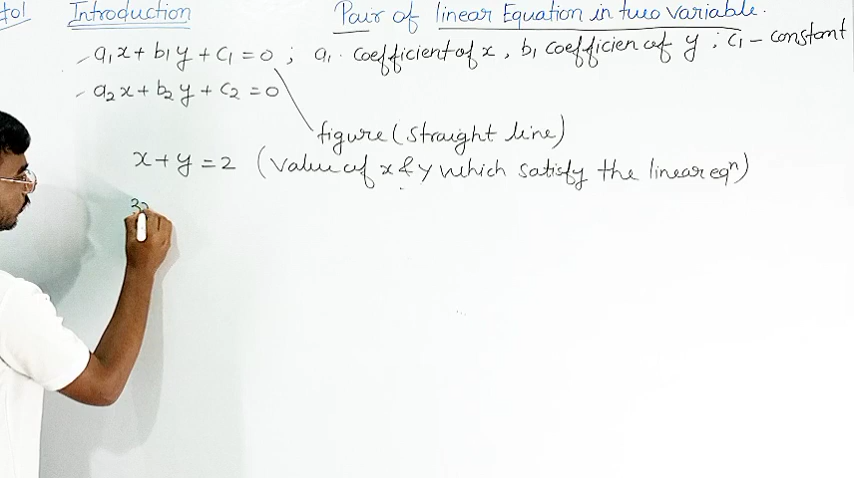 Introduction Pair of linear Equation in two variable.
a₁x + b₁y + c₁ = 0 ; a₁ . coefficient of x , b₁ coefficien of y ; c₁ – constant
a₂x + b₂y + c₂ = 0
figure (straight line)
x + y = 2 (value of x & y which satisfy the linear eqⁿ)
3